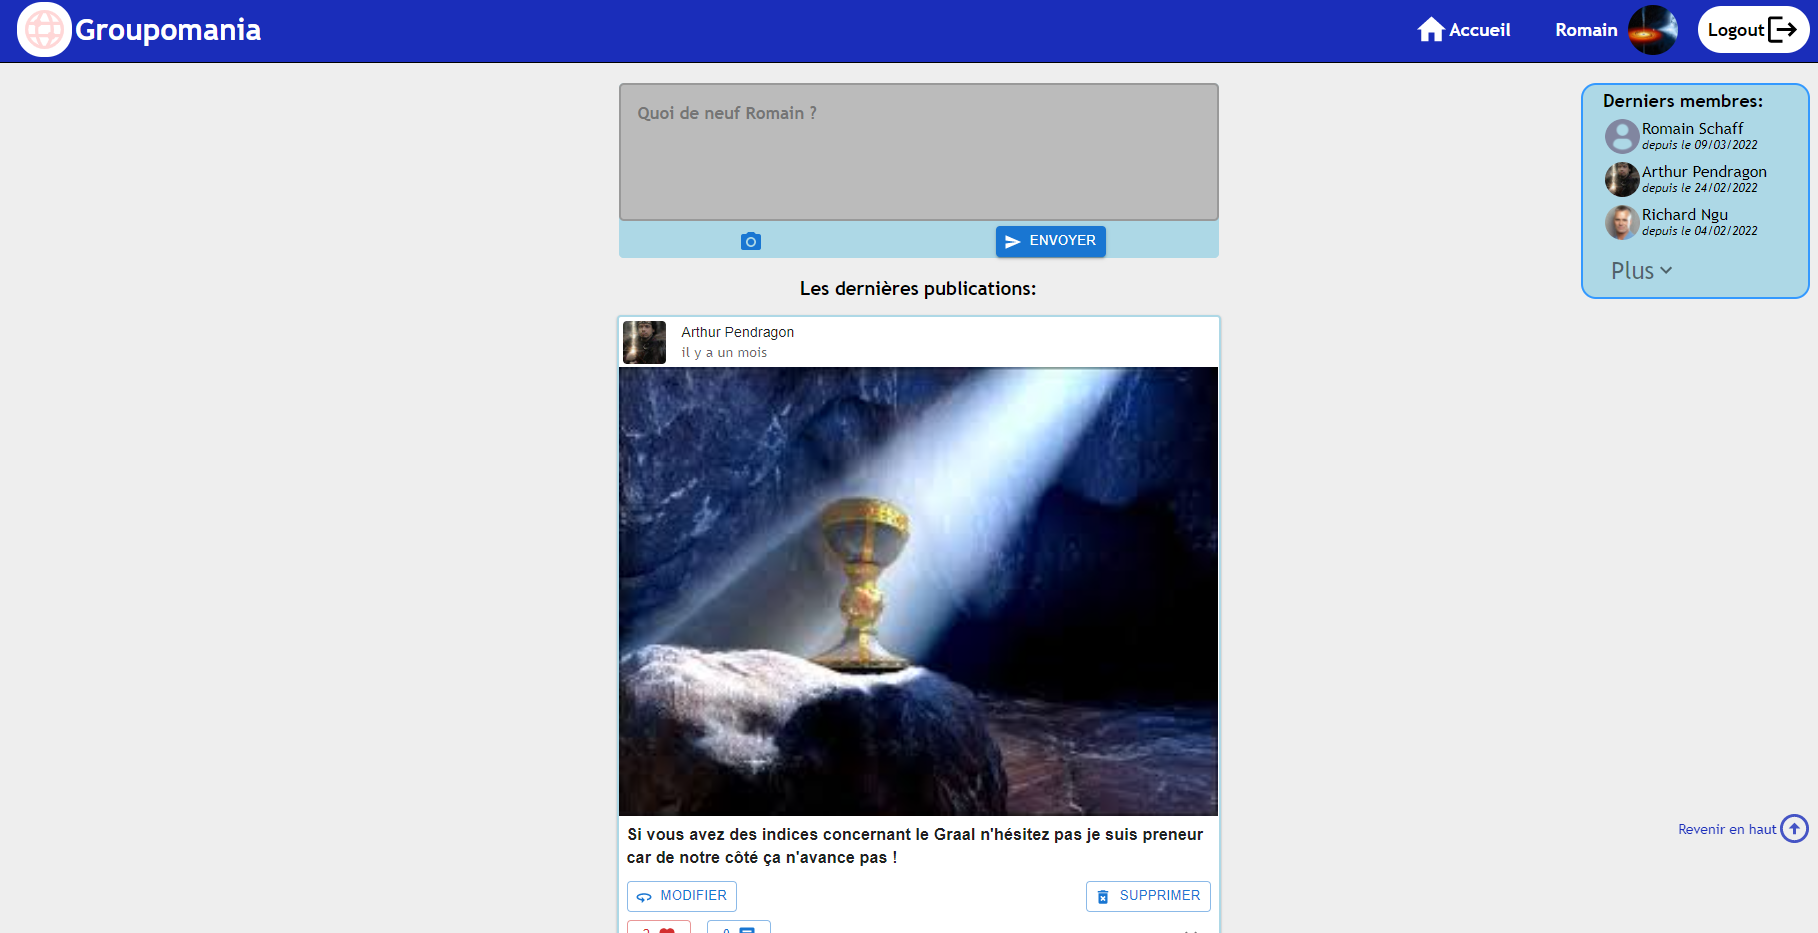 Groupomania
Accueil
Romain
Logout
Quoi de neuf Romain ?
ENVOYER
Derniers membres:
Romain Schaff
depuis le 09/03/2022
Arthur Pendragon
depuis le 24/02/2022
Richard Ngu
depuis le 04/02/2022
Plus
Les dernières publications:
Arthur Pendragon
il y a un mois
Si vous avez des indices concernant le Graal n'hésitez pas je suis preneur
car de notre côté ça n'avance pas !
MODIFIER
SUPPRIMER
Revenir en haut